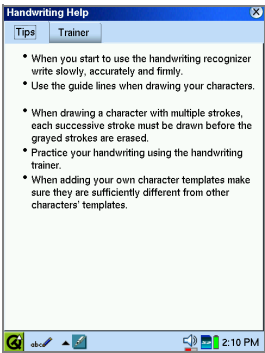 Handwriting Help
Tips Trainer
• When you start to use the handwriting recognizer
write slowly, accurately and firmly.
• Use the guide lines when drawing your characters.
• When drawing a character with multiple strokes,
each successive stroke must be drawn before the
grayed strokes are erased.
• Practice your handwriting using the handwriting
trainer.
• When adding your own character templates make
sure they are sufficiently different from other
characters' templates.
abc 2:10 PM